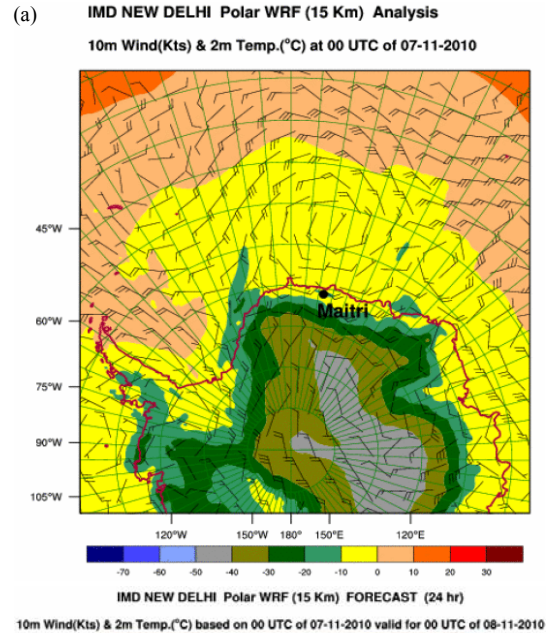 (a)
IMD NEW DELHI Polar WRF (15 Km) Analysis
10m Wind(Kts) & 2m Temp.(°C) at 00 UTC of 07-11-2010
45°W
Maitri
60°W
75°W
90°W
105°W
120°W 150°W 180° 150°E 120°E
-70 -60 -50 -40 -30 -20 -10 0 10 20 30
IMD NEW DELHI Polar WRF (15 Km) FORECAST (24 hr)
10m Wind(Kts) & 2m Temp.(°C) based on 00 UTC of 07-11-2010 valid for 00 UTC of 08-11-2010